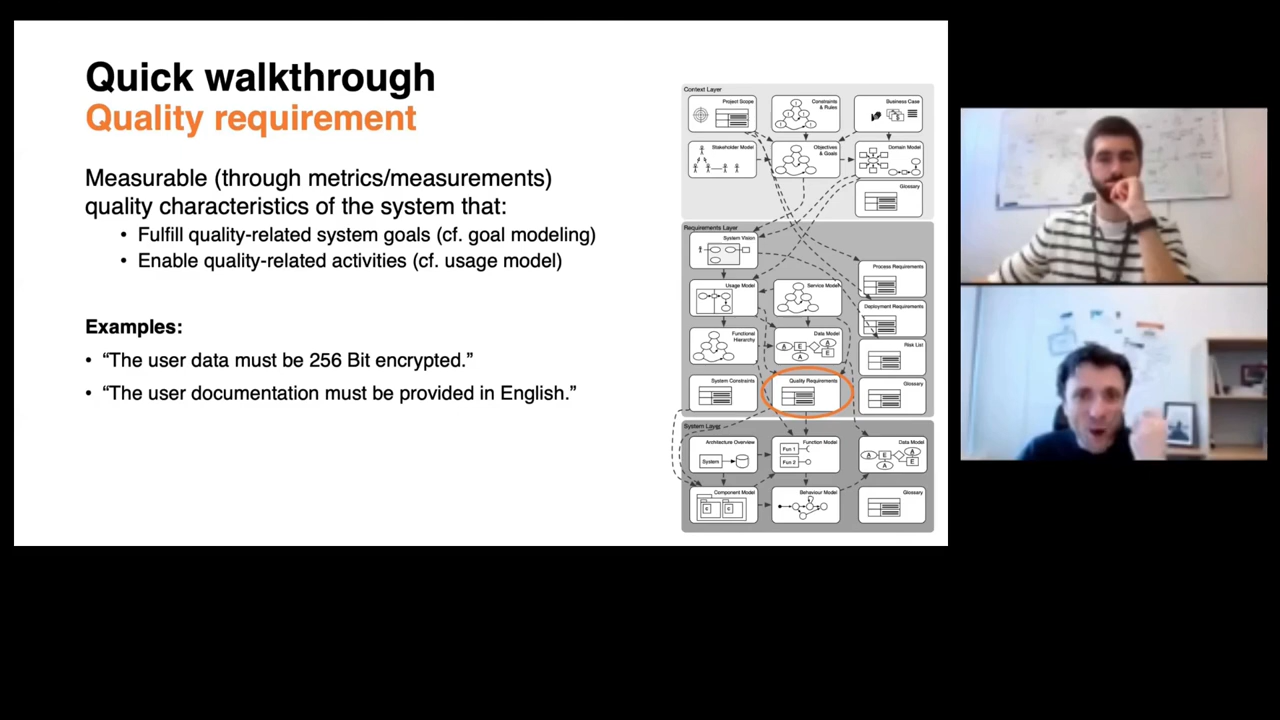 Quick walkthrough
Quality requirement
Measurable (through metrics/measurements)
quality characteristics of the system that:
• Fulfill quality-related system goals (cf. goal modeling)
• Enable quality-related activities (cf. usage model)
Examples:
• “The user data must be 256 Bit encrypted.”
• “The user documentation must be provided in English.”
Context Layer
Project Scope
Constraints
& Rules
Business Case
Stakeholder Model
Objectives
& Goals
Domain Model
Glossary
Requirements Layer
System Vision
Process Requirements
Usage Model
Service Model
Deployment Requirements
Functional
Hierarchy
Data Model
Risk List
System Constraints
Quality Requirements
Glossary
System Layer
Architecture Overview
System
Function Model
Fun 1
Fun 2
Data Model
A
E
A
A
E
Component Model
C
C
Behaviour Model
Glossary